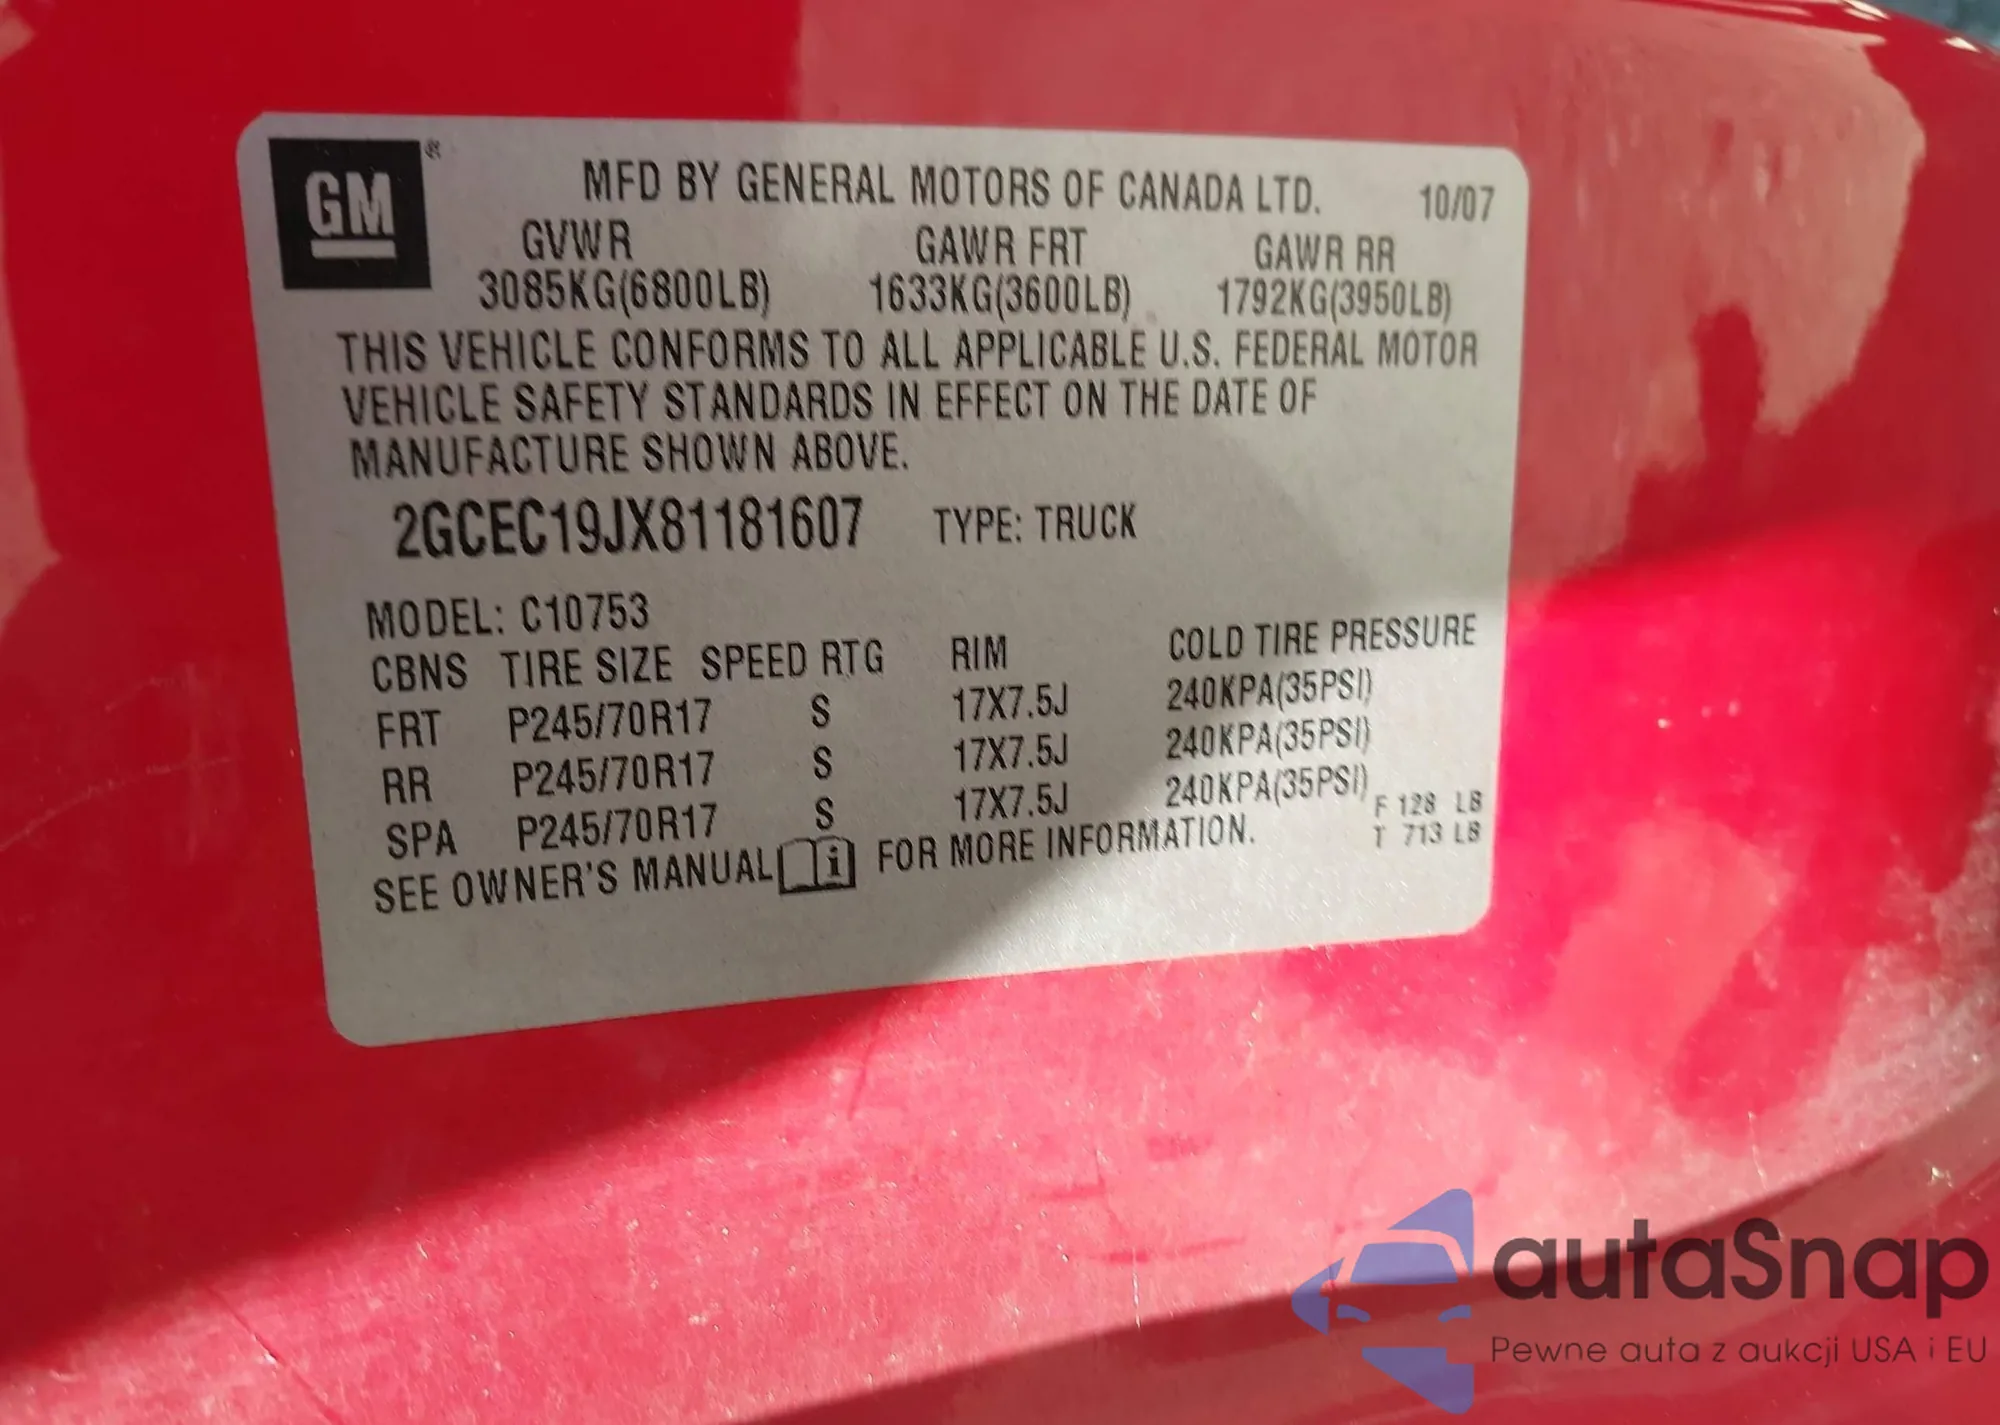 GM ®
MFD BY GENERAL MOTORS OF CANADA LTD. 10/07
GVWR GAWR FRT GAWR RR
3085KG(6800LB) 1633KG(3600LB) 1792KG(3950LB)
THIS VEHICLE CONFORMS TO ALL APPLICABLE U.S. FEDERAL MOTOR
VEHICLE SAFETY STANDARDS IN EFFECT ON THE DATE OF
MANUFACTURE SHOWN ABOVE.
2GCEC19JX81181607 TYPE: TRUCK
MODEL: C10753
CBNS TIRE SIZE SPEED RTG RIM COLD TIRE PRESSURE
FRT P245/70R17 S 17X7.5J 240KPA(35PSI)
RR P245/70R17 S 17X7.5J 240KPA(35PSI)
SPA P245/70R17 S 17X7.5J 240KPA(35PSI)
F 128 LB
T 713 LB
SEE OWNER'S MANUAL i FOR MORE INFORMATION.
autaSnap
Pewne auta z aukcji USA i EU